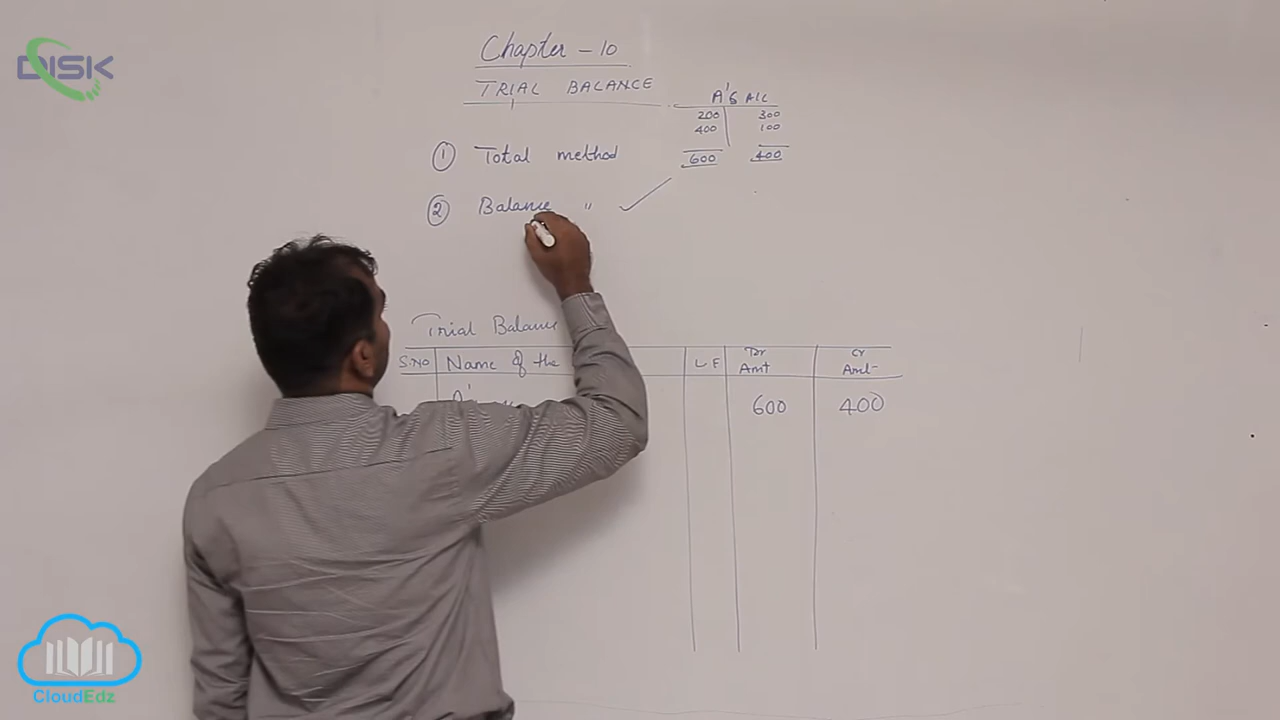 DISK
Chapter - 10
TRIAL BALANCE
A's A/c
200 300
400 100
600 400
① Total method
② Balance "
Trial Balance
S.No Name of the L.F Dr Amt Cr Amt
A's 600 400
CloudEdz